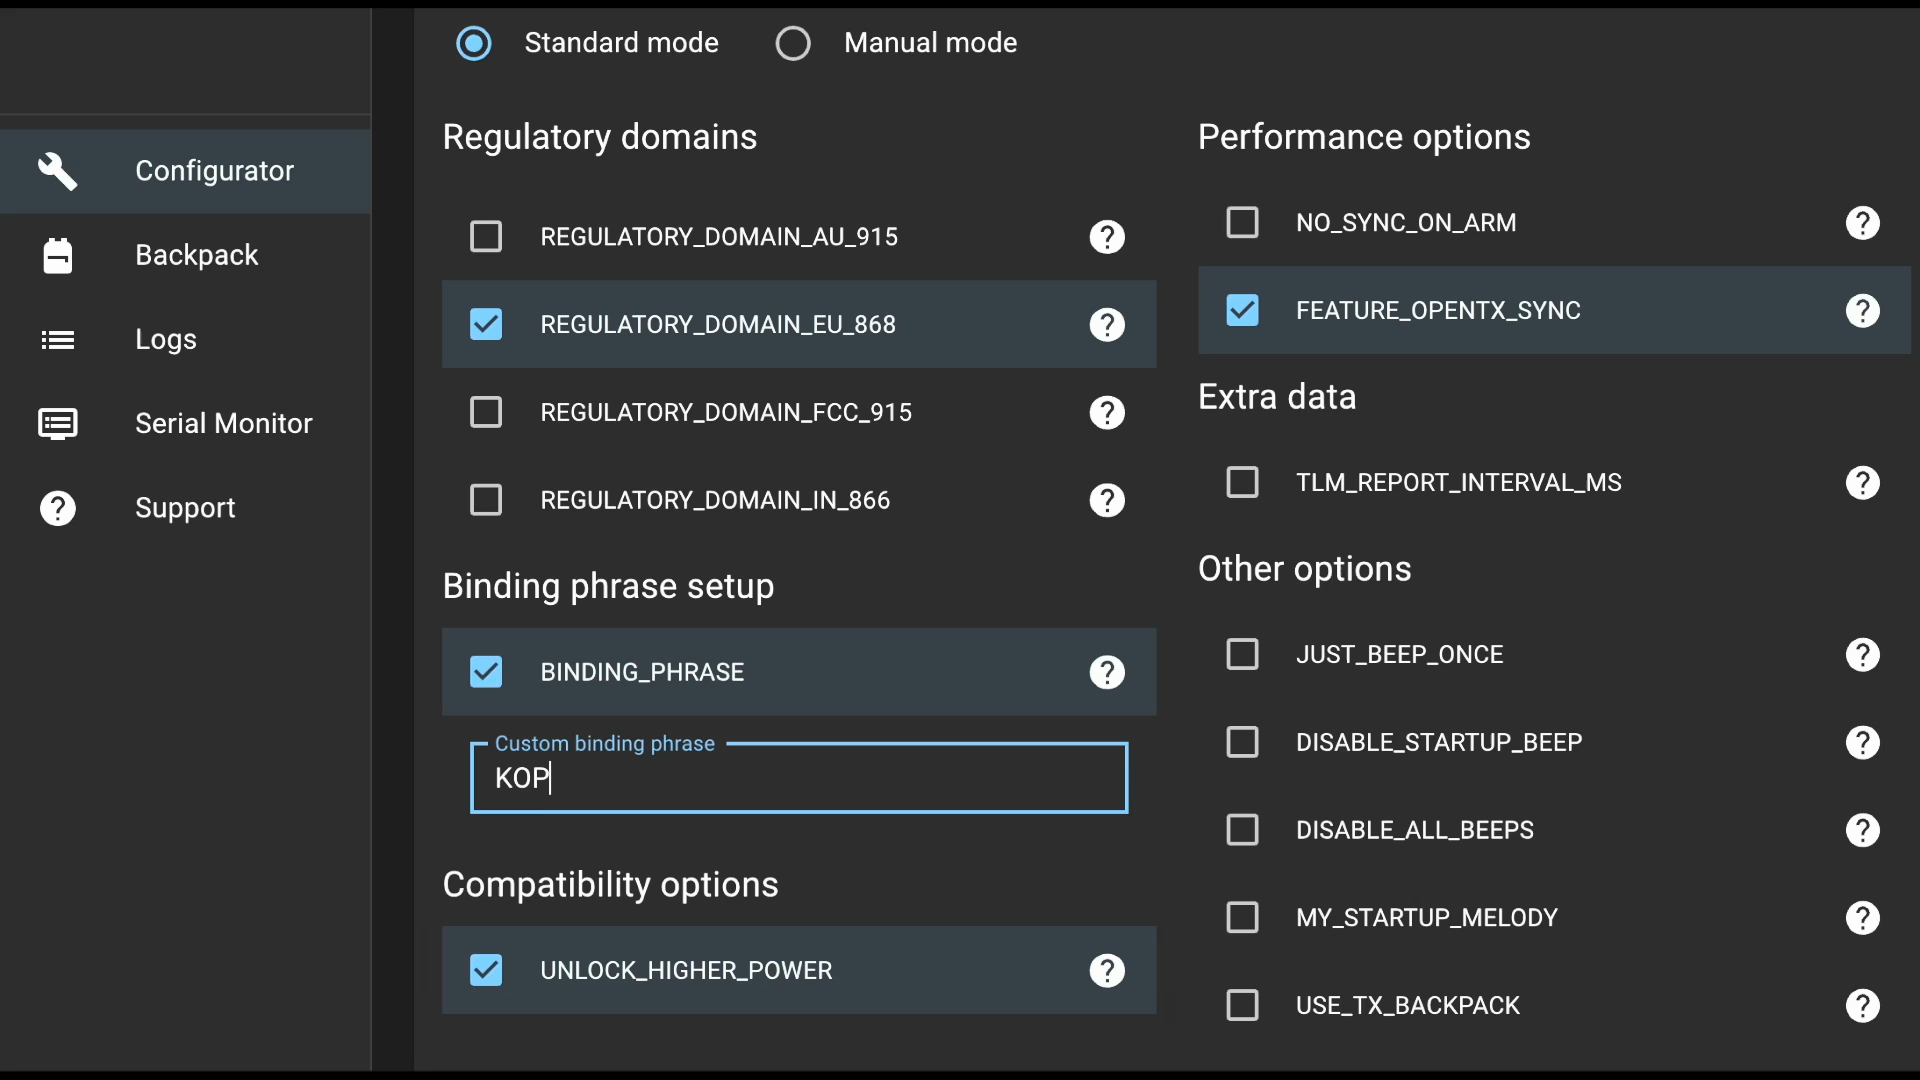 Standard mode
Manual mode
Configurator
Backpack
Logs
Serial Monitor
Support
Regulatory domains
REGULATORY_DOMAIN_AU_915
REGULATORY_DOMAIN_EU_868
REGULATORY_DOMAIN_FCC_915
REGULATORY_DOMAIN_IN_866
Binding phrase setup
BINDING_PHRASE
Custom binding phrase
KOP
Compatibility options
UNLOCK_HIGHER_POWER
Performance options
NO_SYNC_ON_ARM
FEATURE_OPENTX_SYNC
Extra data
TLM_REPORT_INTERVAL_MS
Other options
JUST_BEEP_ONCE
DISABLE_STARTUP_BEEP
DISABLE_ALL_BEEPS
MY_STARTUP_MELODY
USE_TX_BACKPACK